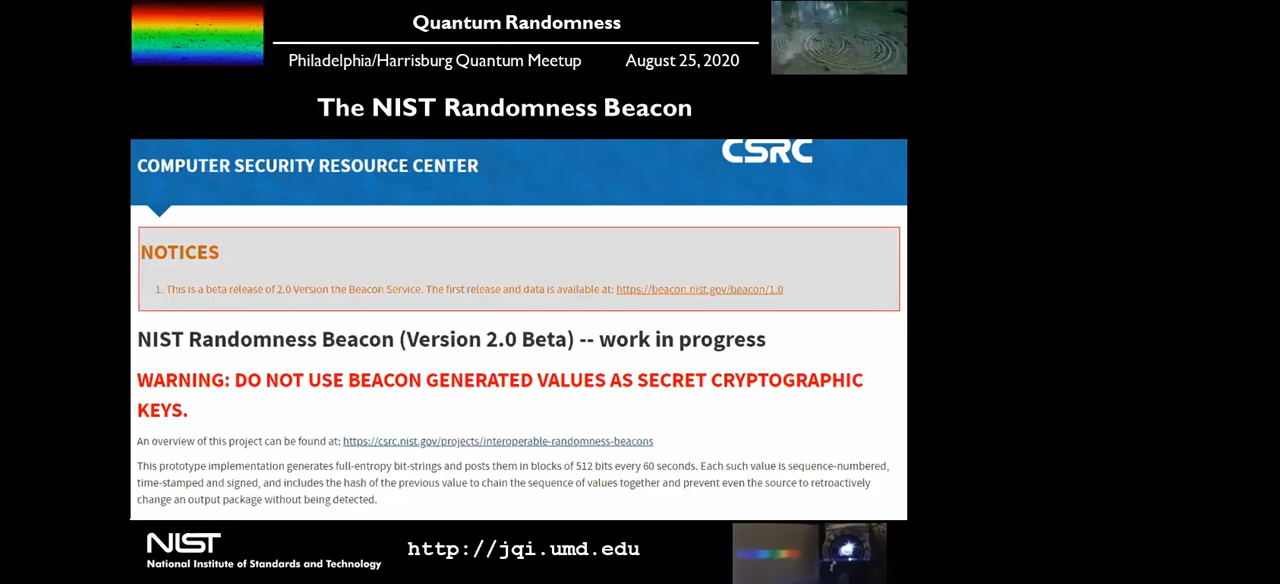 Quantum Randomness
Philadelphia/Harrisburg Quantum Meetup August 25, 2020
The NIST Randomness Beacon
COMPUTER SECURITY RESOURCE CENTER
CSRC
NOTICES
1. This is a beta release of 2.0 Version the Beacon Service. The first release and data is available at: https://beacon.nist.gov/beacon/1.0
NIST Randomness Beacon (Version 2.0 Beta) -- work in progress
WARNING: DO NOT USE BEACON GENERATED VALUES AS SECRET CRYPTOGRAPHIC
KEYS.
An overview of this project can be found at: https://csrc.nist.gov/projects/interoperable-randomness-beacons
This prototype implementation generates full-entropy bit-strings and posts them in blocks of 512 bits every 60 seconds. Each such value is sequence-numbered,
time-stamped and signed, and includes the hash of the previous value to chain the sequence of values together and prevent even the source to retroactively
change an output package without being detected.
NIST
National Institute of Standards and Technology
http://jqi.umd.edu